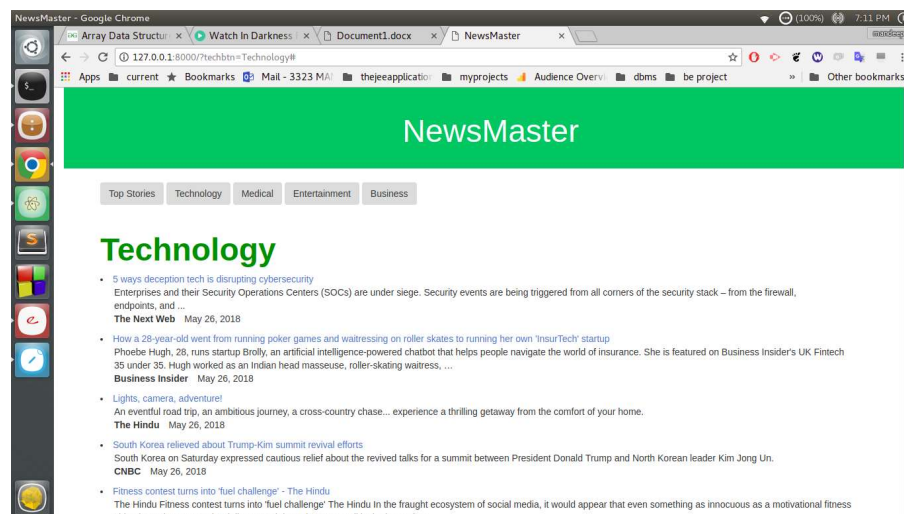 NewsMaster - Google Chrome
(100%) 7:11 PM
Array Data Structur × Watch In Darkness × Document1.docx × NewsMaster ×
mandeep
127.0.0.1:8000/?techbtn=Technology#
Apps current Bookmarks Mail - 3323 MAN thejeeapplication myprojects Audience Overvi dbms be project » Other bookmarks
NewsMaster
Top Stories Technology Medical Entertainment Business
Technology
• 5 ways deception tech is disrupting cybersecurity
Enterprises and their Security Operations Centers (SOCs) are under siege. Security events are being triggered from all corners of the security stack – from the firewall,
endpoints, and ...
The Next Web May 26, 2018
• How a 28-year-old went from running poker games and waitressing on roller skates to running her own 'InsurTech' startup
Phoebe Hugh, 28, runs startup Brolly, an artificial intelligence-powered chatbot that helps people navigate the world of insurance. She is featured on Business Insider's UK Fintech
35 under 35. Hugh worked as an Indian head masseuse, roller-skating waitress, …
Business Insider May 26, 2018
• Lights, camera, adventure!
An eventful road trip, an ambitious journey, a cross-country chase... experience a thrilling getaway from the comfort of your home.
The Hindu May 26, 2018
• South Korea relieved about Trump-Kim summit revival efforts
South Korea on Saturday expressed cautious relief about the revived talks for a summit between President Donald Trump and North Korean leader Kim Jong Un.
CNBC May 26, 2018
• Fitness contest turns into 'fuel challenge' - The Hindu
The Hindu Fitness contest turns into 'fuel challenge' The Hindu In the fraught ecosystem of social media, it would appear that even something as innocuous as a motivational fitness